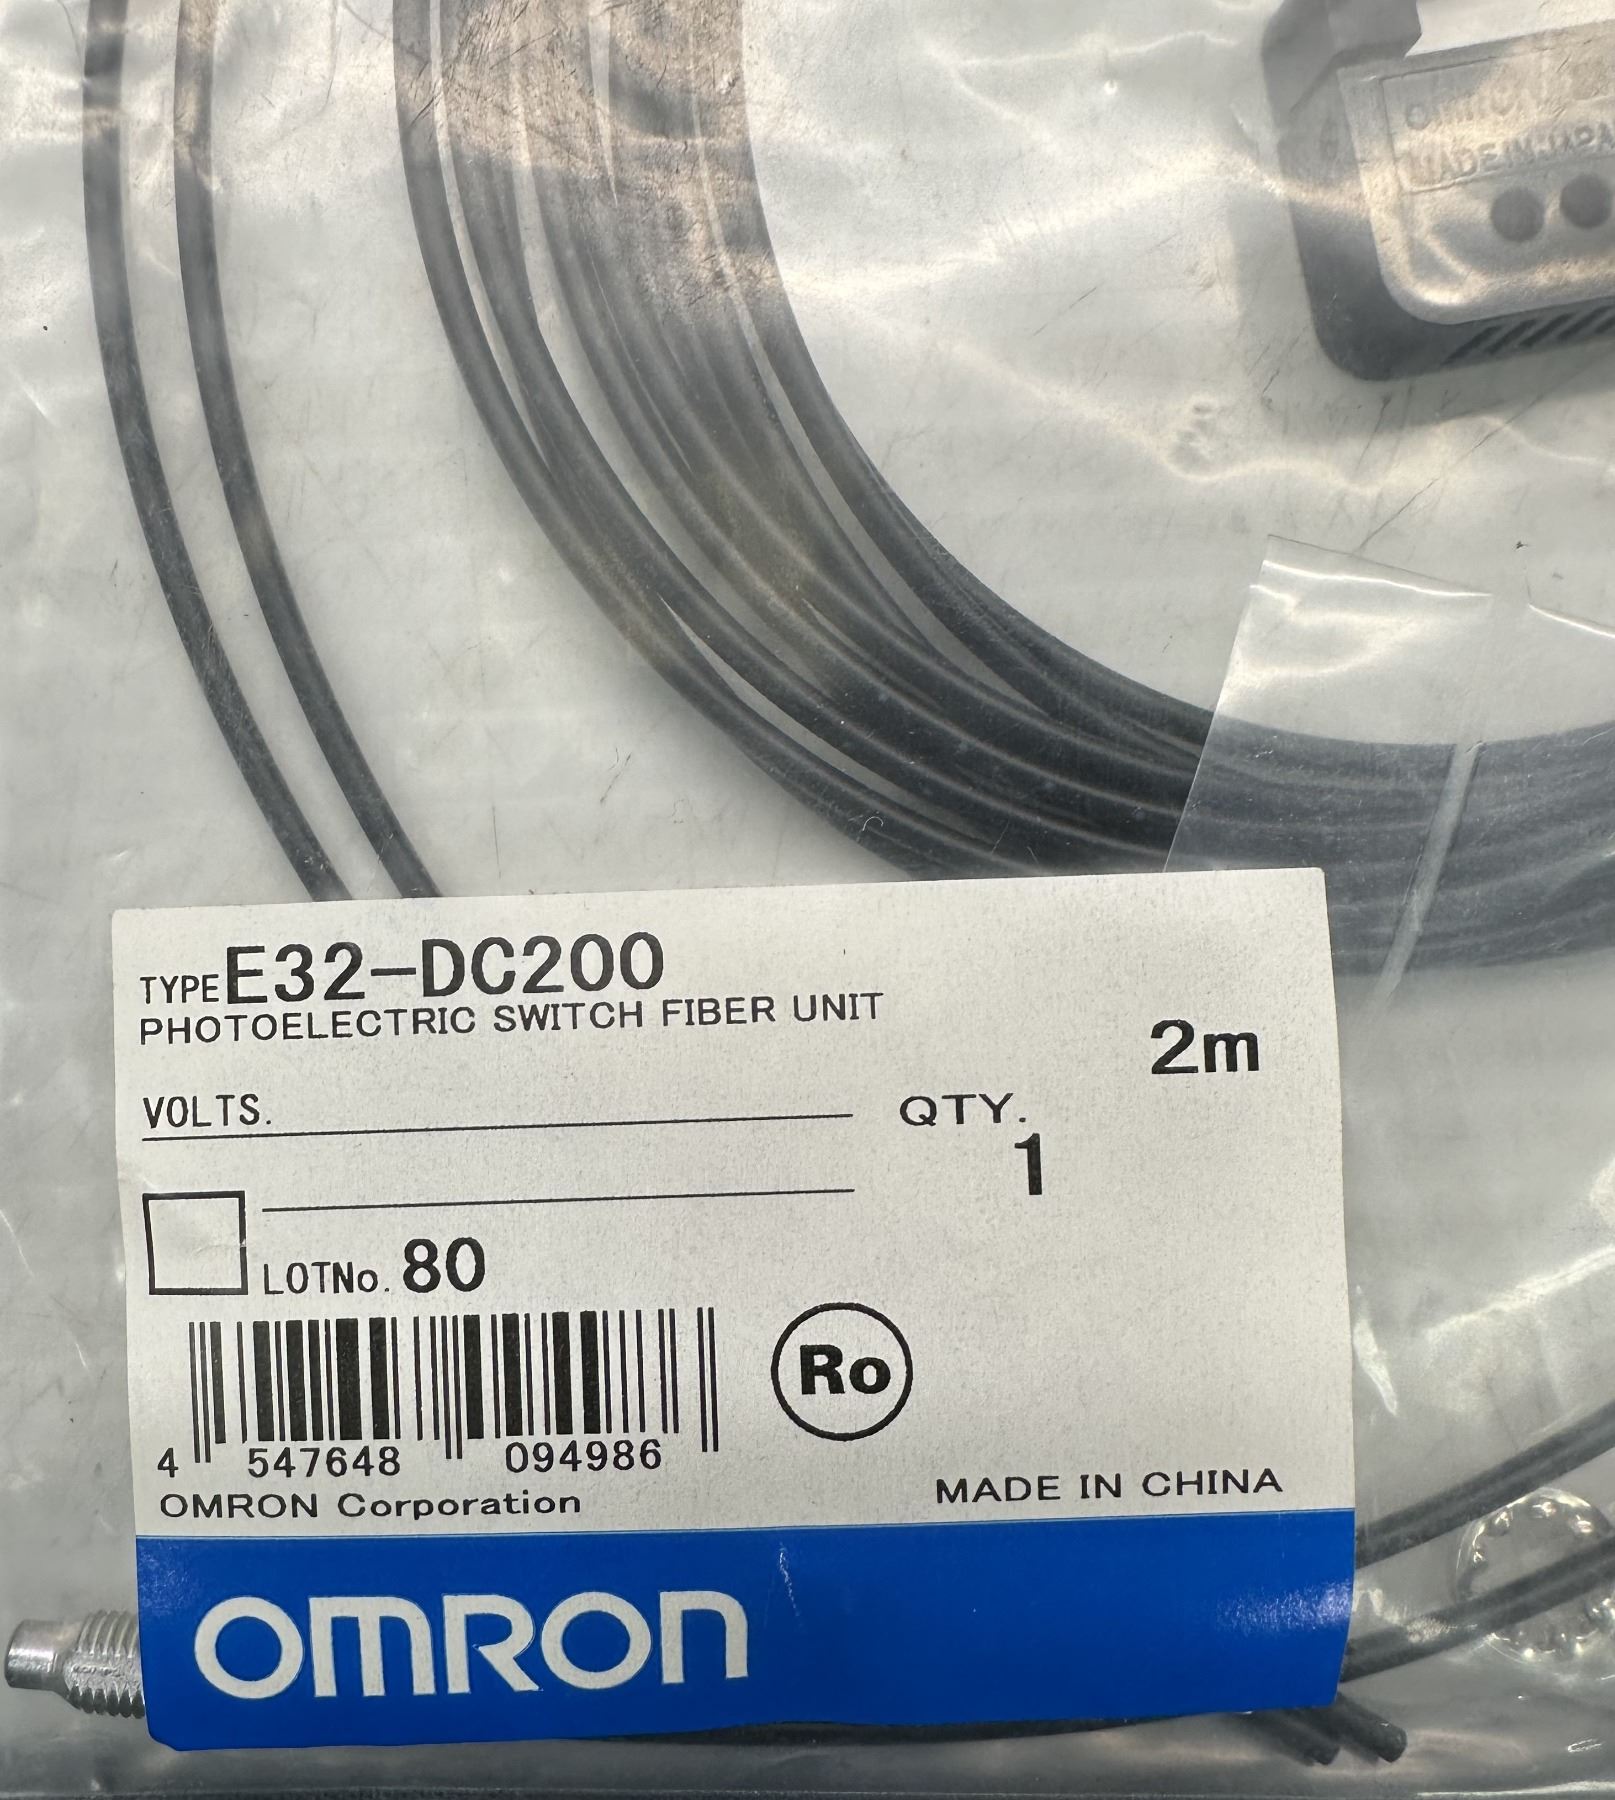 OMRON
MADE IN JAPA
TYPE E32-DC200
PHOTOELECTRIC SWITCH FIBER UNIT
2m
VOLTS.
QTY.
1
LOTNo. 80
4 547648 094986
Ro
OMRON Corporation
MADE IN CHINA
OMRON